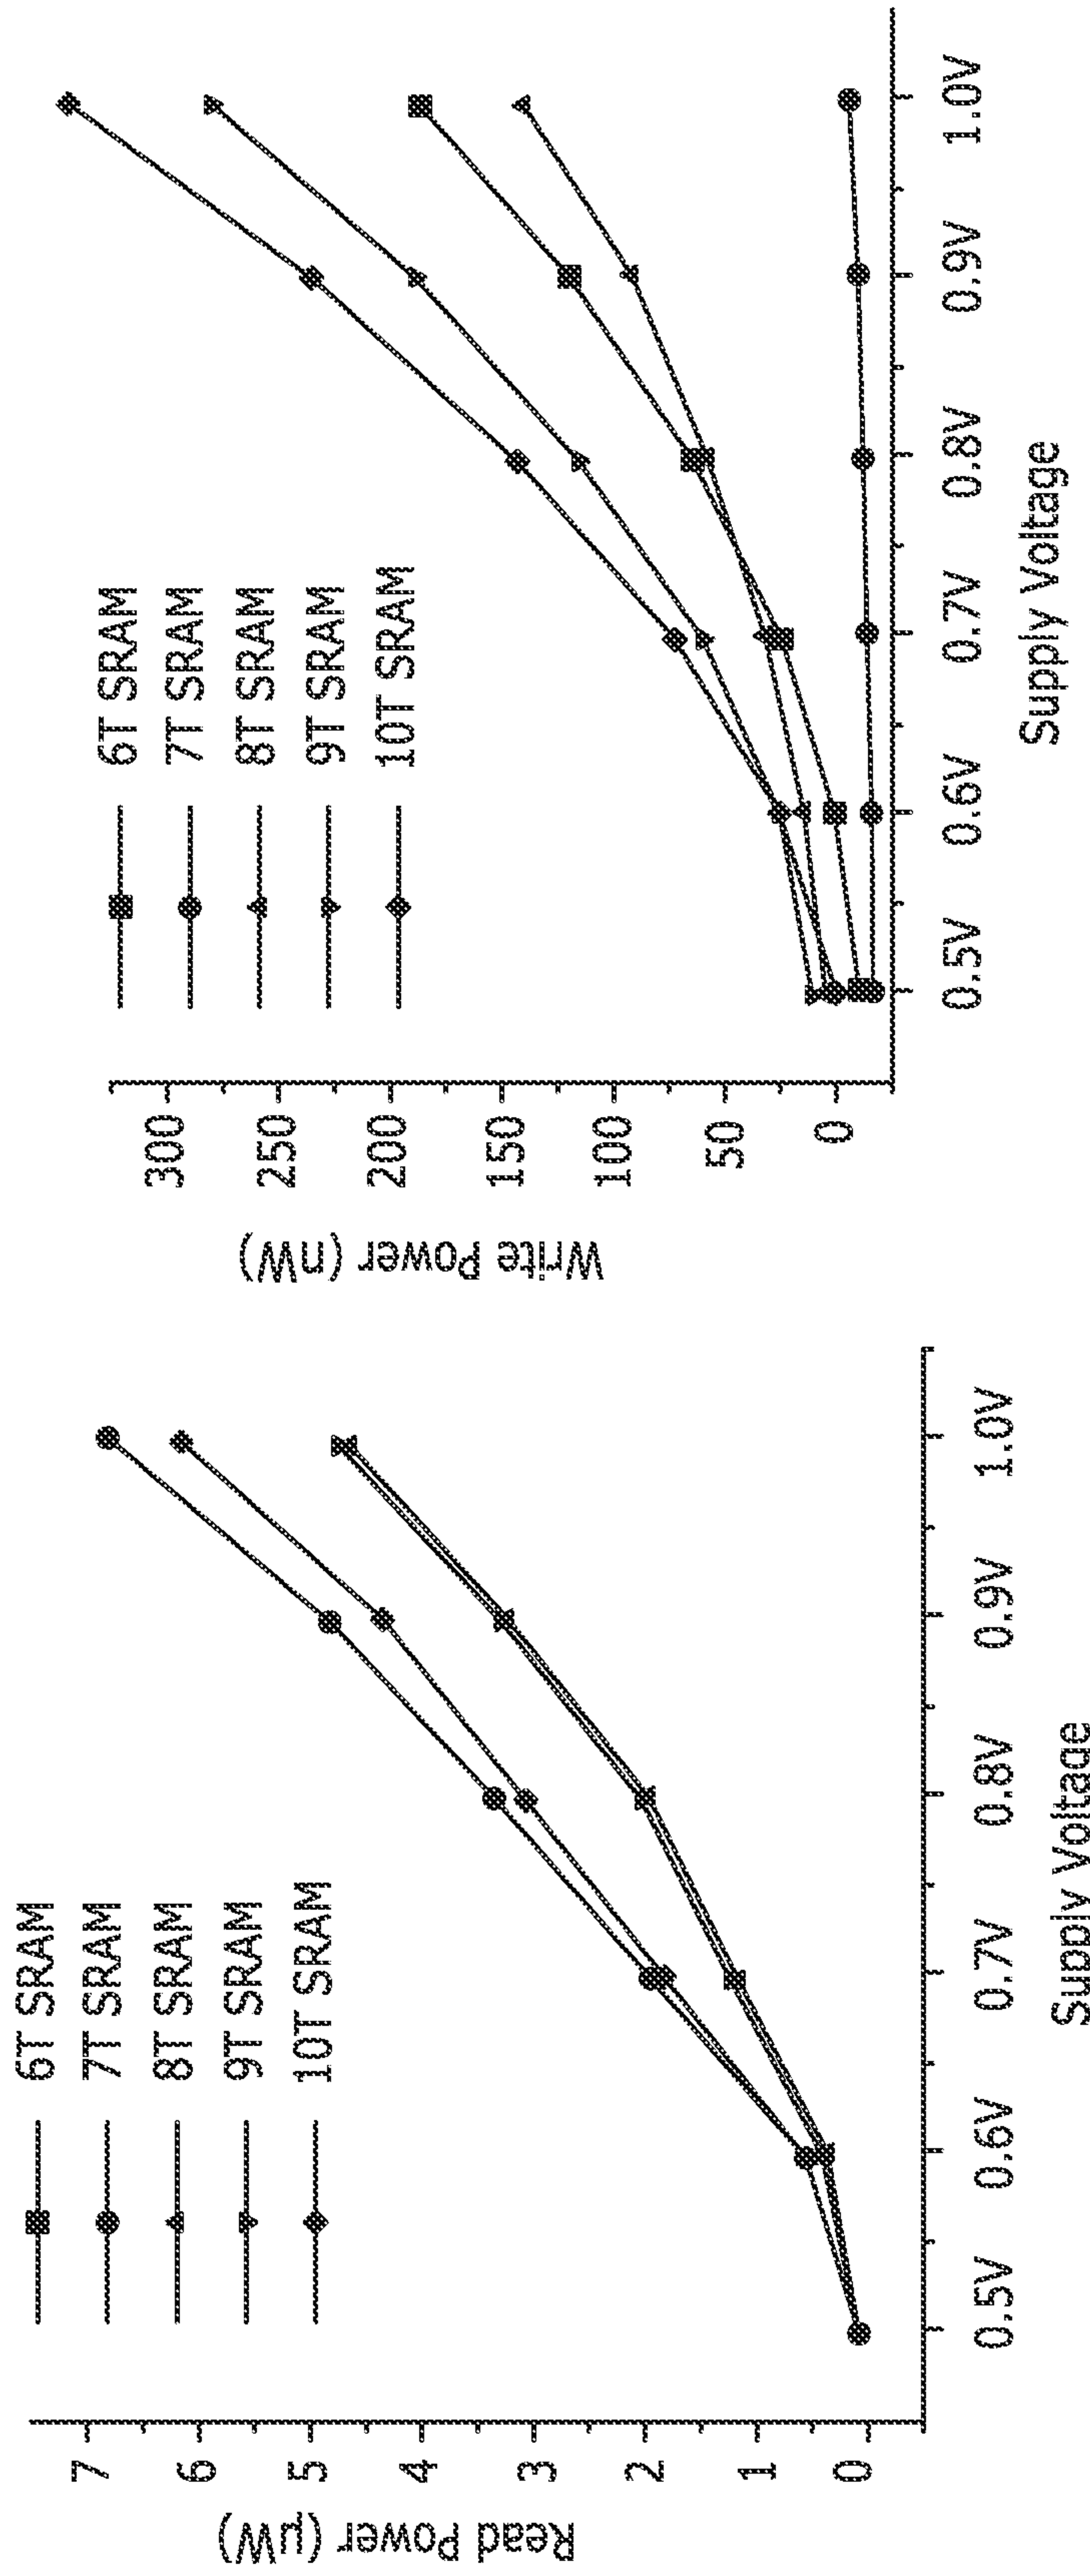 Read Power (µW)
7
6
5
4
3
2
1
0
6T SRAM
7T SRAM
8T SRAM
9T SRAM
10T SRAM
0.5V 0.6V 0.7V 0.8V 0.9V 1.0V
Supply Voltage
Write Power (nW)
300
250
200
150
100
50
0
6T SRAM
7T SRAM
8T SRAM
9T SRAM
10T SRAM
0.5V 0.6V 0.7V 0.8V 0.9V 1.0V
Supply Voltage